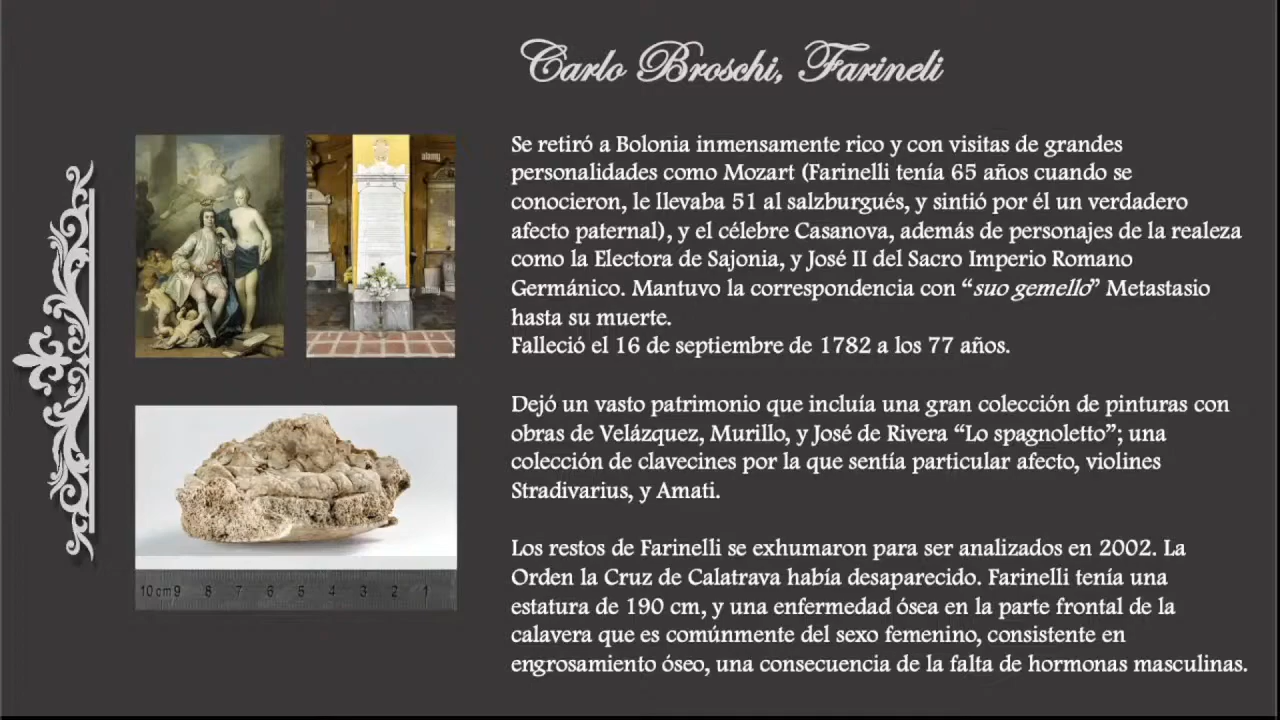 Carlo Broschi, Farineli
Se retiró a Bolonia inmensamente rico y con visitas de grandes
personalidades como Mozart (Farinelli tenía 65 años cuando se
conocieron, le llevaba 51 al salzburgués, y sintió por él un verdadero
afecto paternal), y el célebre Casanova, además de personajes de la realeza
como la Electora de Sajonia, y José II del Sacro Imperio Romano
Germánico. Mantuvo la correspondencia con “suo gemello” Metastasio
hasta su muerte.
Falleció el 16 de septiembre de 1782 a los 77 años.
Dejó un vasto patrimonio que incluía una gran colección de pinturas con
obras de Velázquez, Murillo, y José de Rivera “Lo spagnoletto”; una
colección de clavecines por la que sentía particular afecto, violines
Stradivarius, y Amati.
Los restos de Farinelli se exhumaron para ser analizados en 2002. La
Orden la Cruz de Calatrava había desaparecido. Farinelli tenía una
estatura de 190 cm, y una enfermedad ósea en la parte frontal de la
calavera que es comúnmente del sexo femenino, consistente en
engrosamiento óseo, una consecuencia de la falta de hormonas masculinas.
alamy
10cm9 8 7 6 5 4 3 2 1